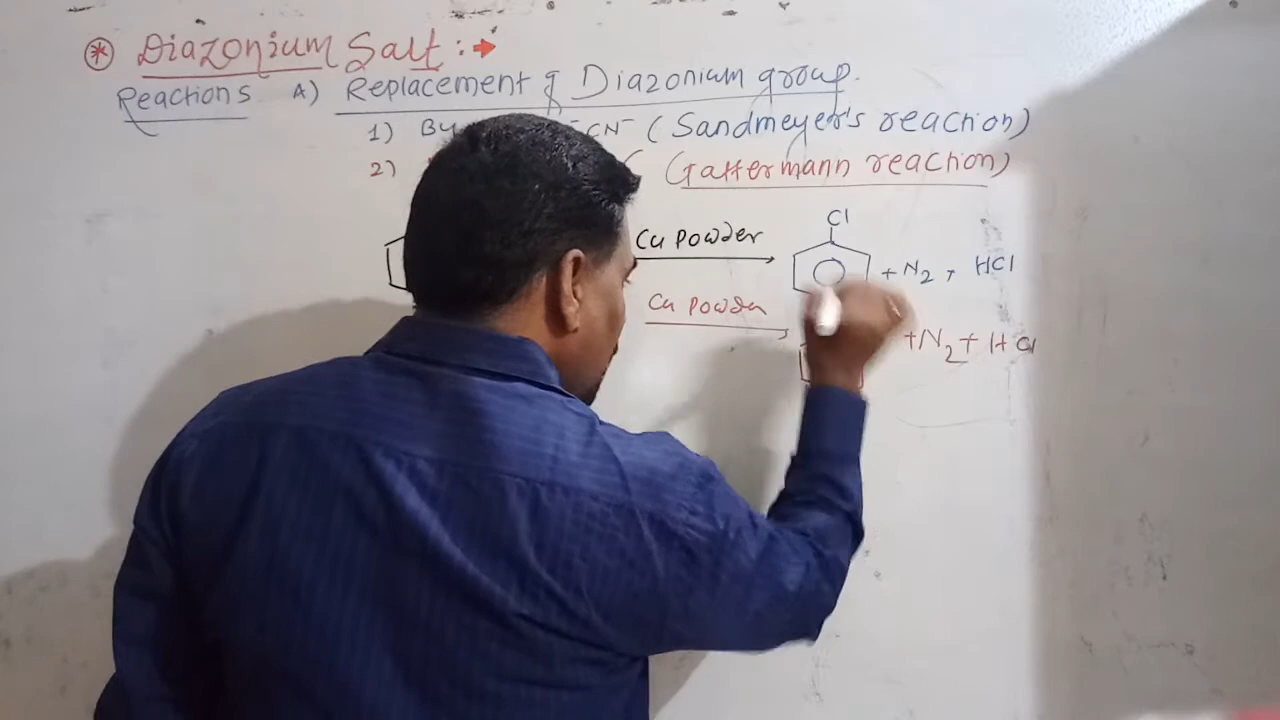 * Diazonium Salt :→
Reactions A) Replacement of Diazonium group.
1) By CN⁻ (Sandmeyer's reaction)
2) (Gattermann reaction)
Cl
Cu Powder + N₂ + HCl
Cu Powder + N₂ + HCl